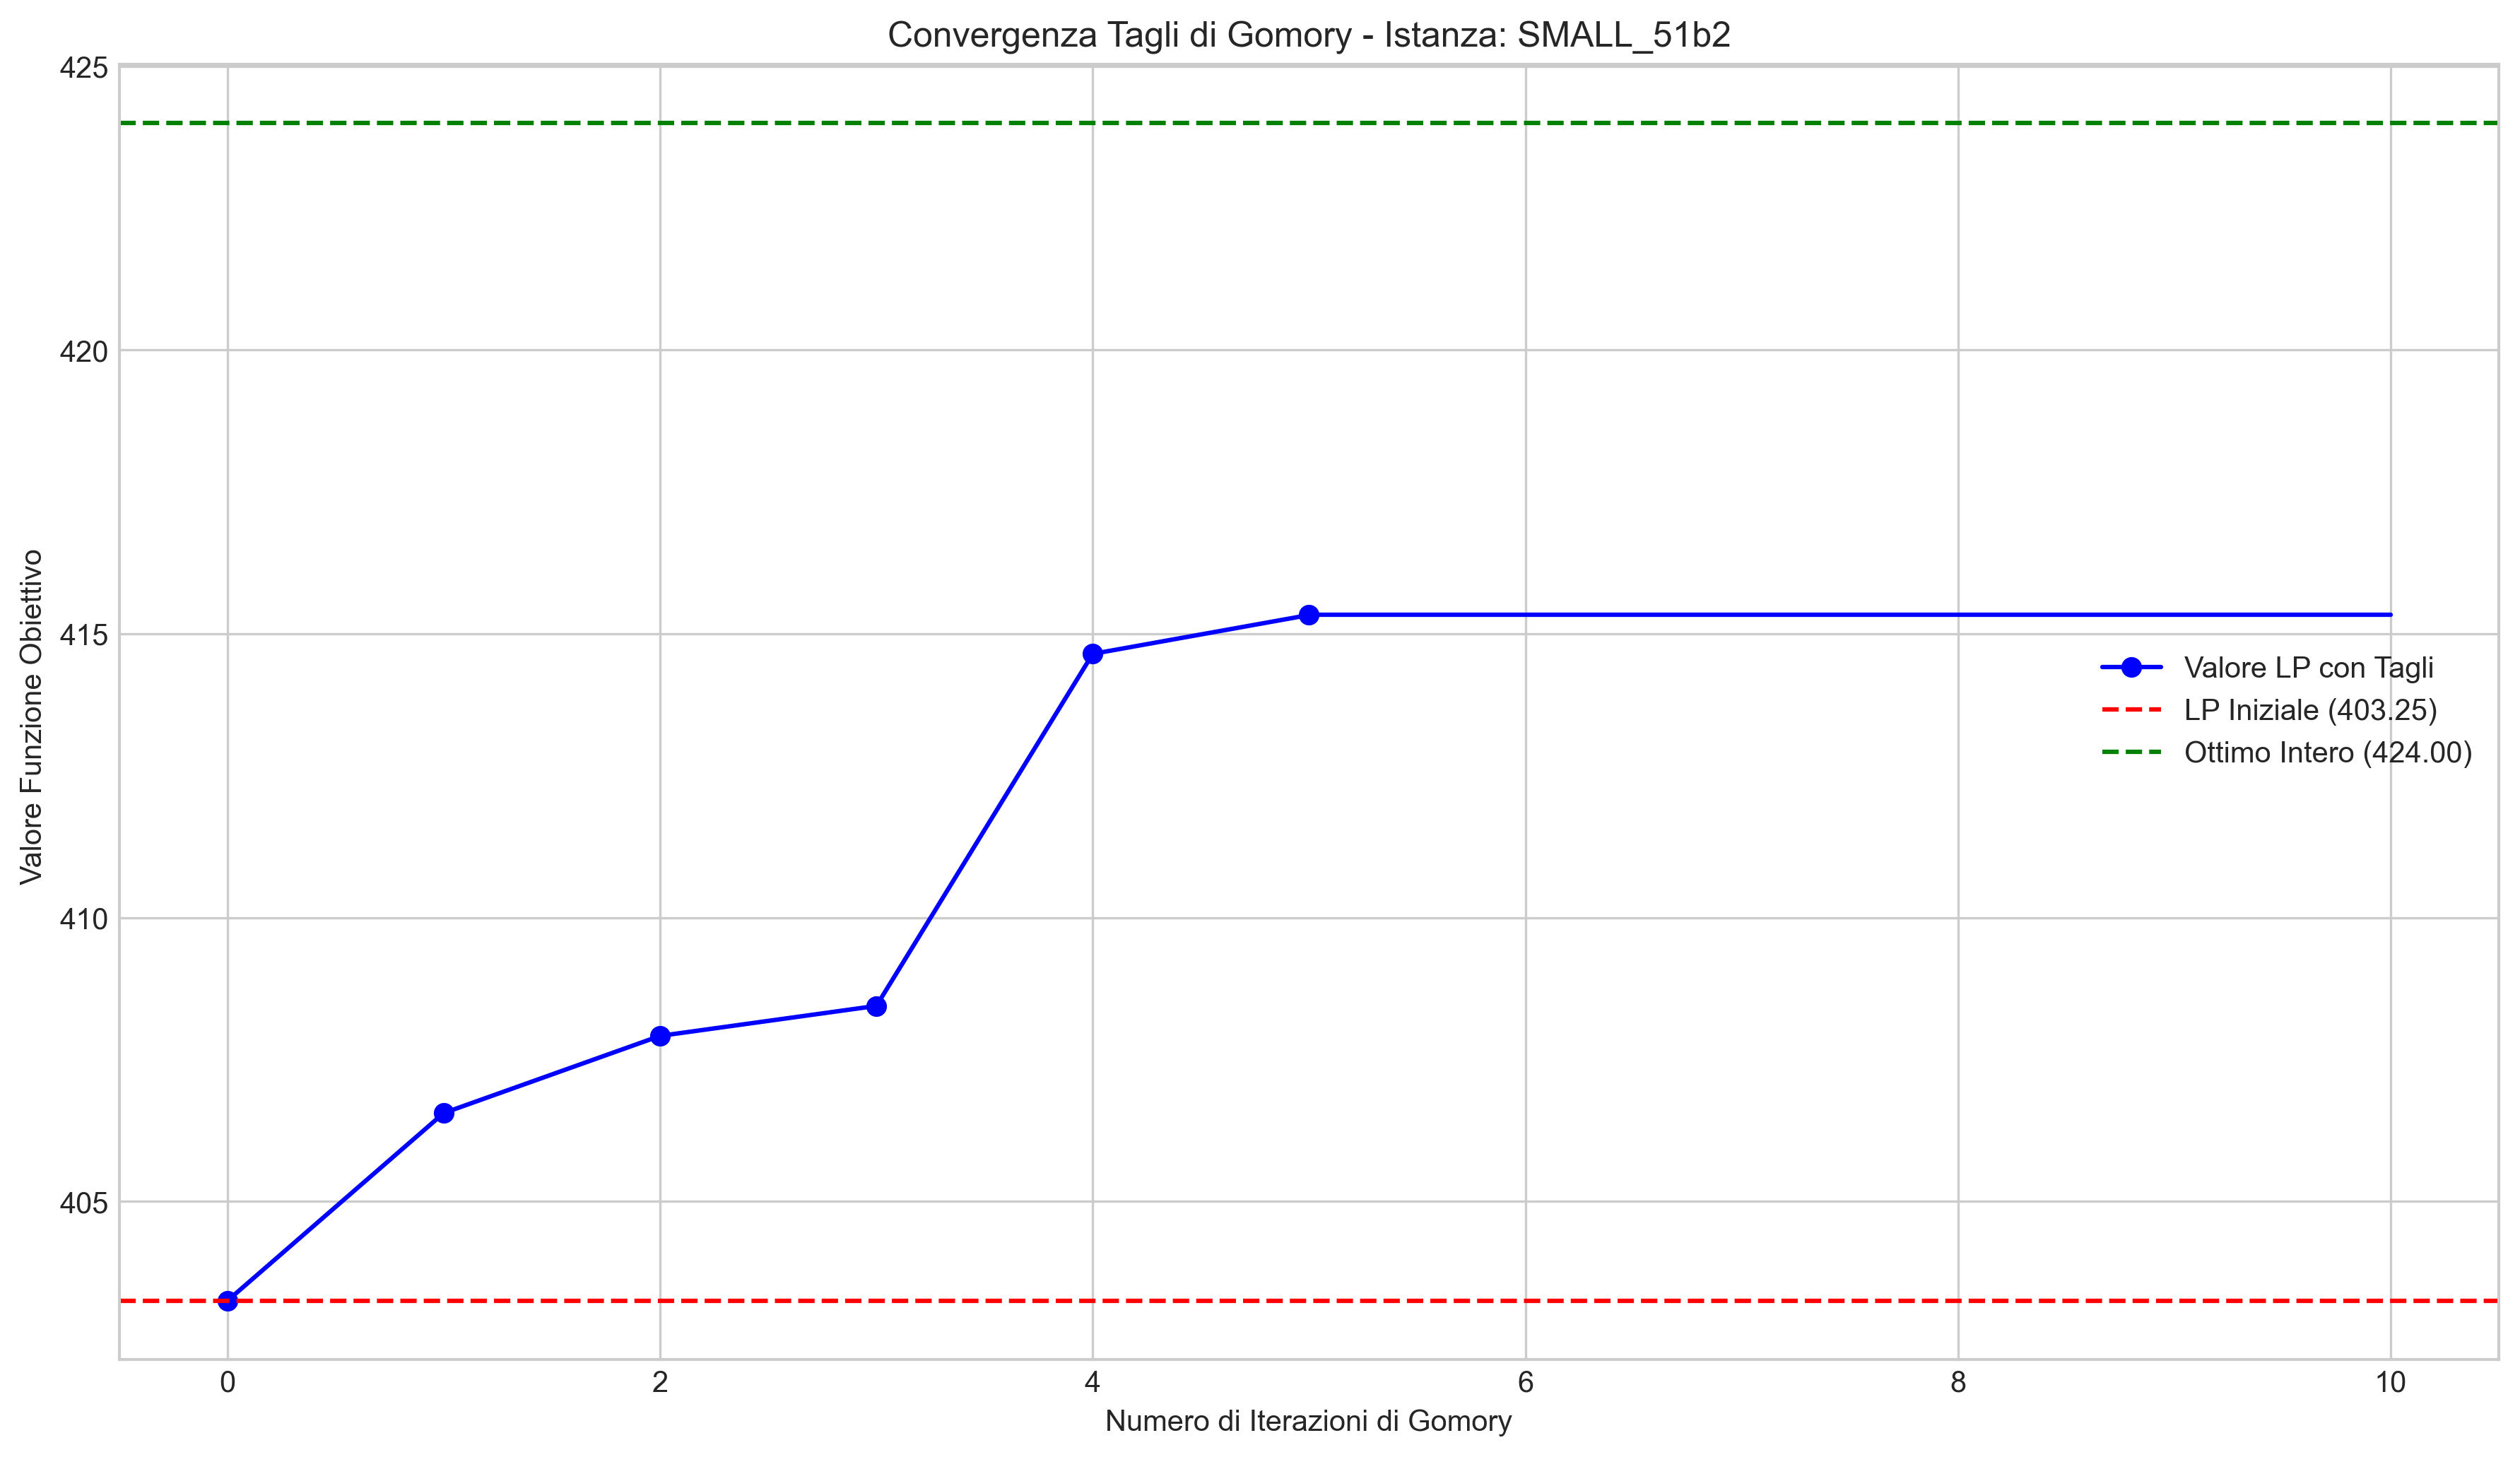 Convergenza Tagli di Gomory - Istanza: SMALL_51b2
425
420
415
410
405
Valore Funzione Obiettivo
Valore LP con Tagli
LP Iniziale (403.25)
Ottimo Intero (424.00)
0 2 4 6 8 10
Numero di Iterazioni di Gomory